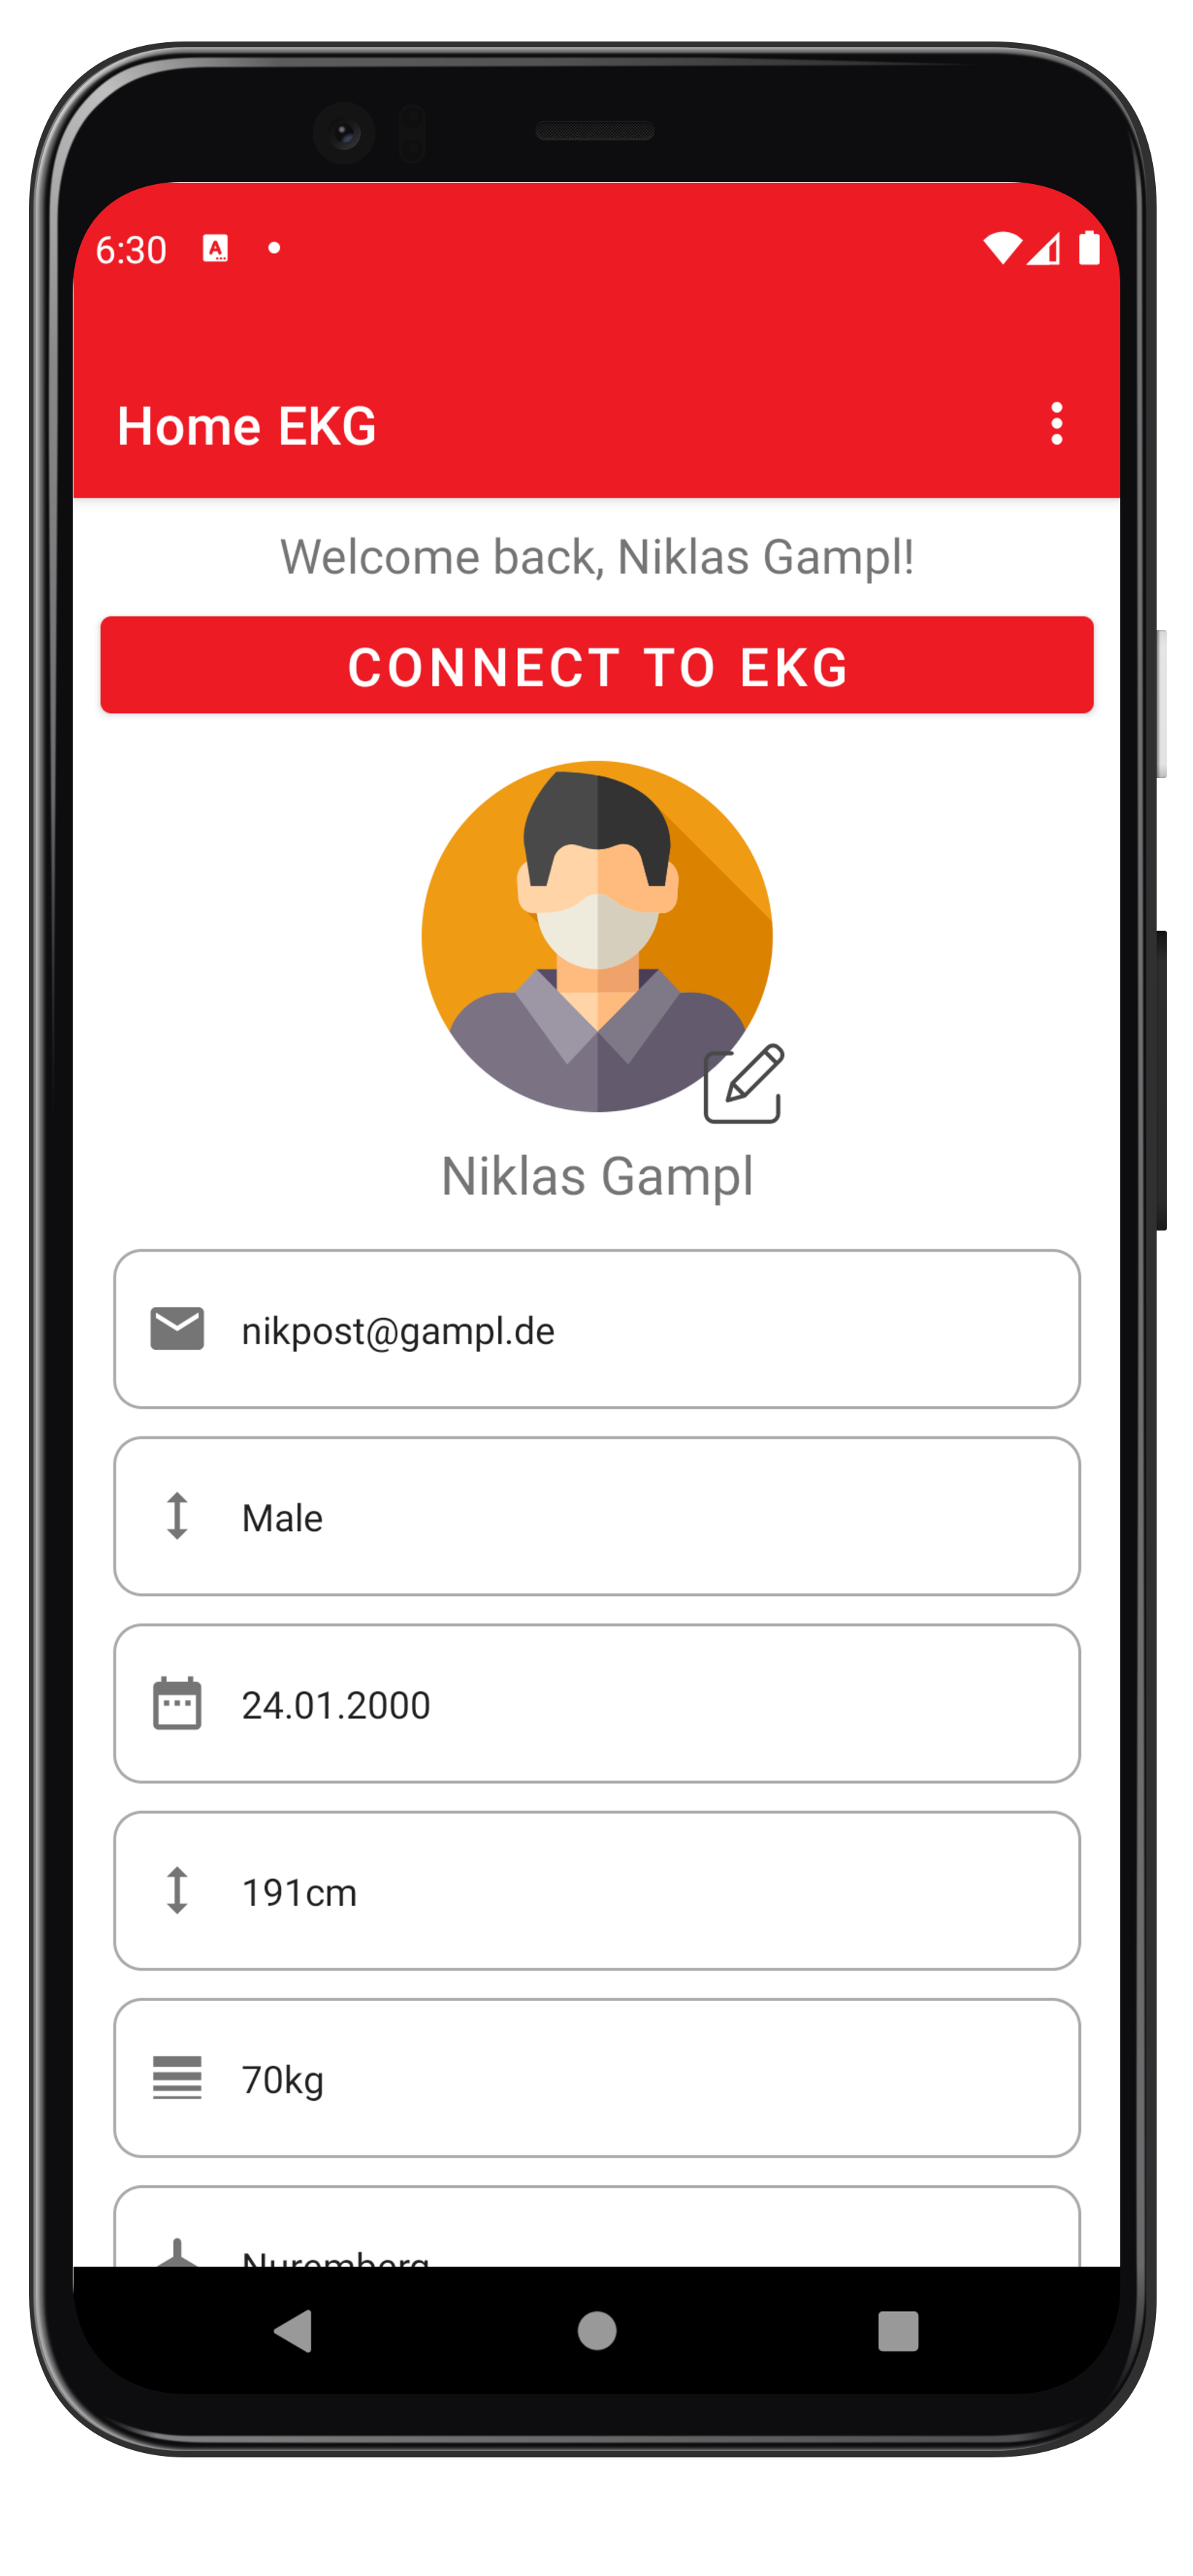 6:30
Home EKG
Welcome back, Niklas Gampl!
CONNECT TO EKG
Niklas Gampl
nikpost@gampl.de
Male
24.01.2000
191cm
70kg
Nuremberg